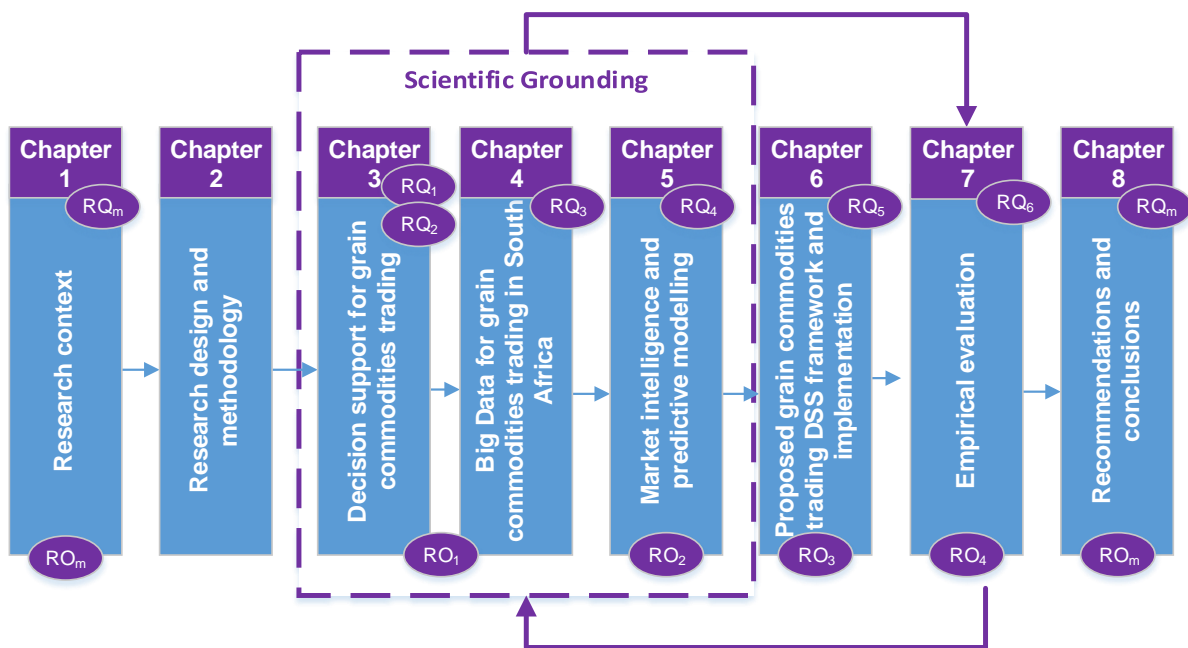 Scientific Grounding
Chapter
1
RQm
Research context
ROm
Chapter
2
Research design and
methodology
Chapter
3
RQ1
RQ2
Decision support for grain
commodities trading
RO1
Chapter
4
RQ3
Big Data for grain
commodities trading in South
Africa
Chapter
5
RQ4
Market intelligence and
predictive modelling
RO2
Chapter
6
RQ5
Proposed grain commodities
trading DSS framework and
implementation
RO3
Chapter
7
RQ6
Empirical evaluation
RO4
Chapter
8
RQm
Recommendations and
conclusions
ROm